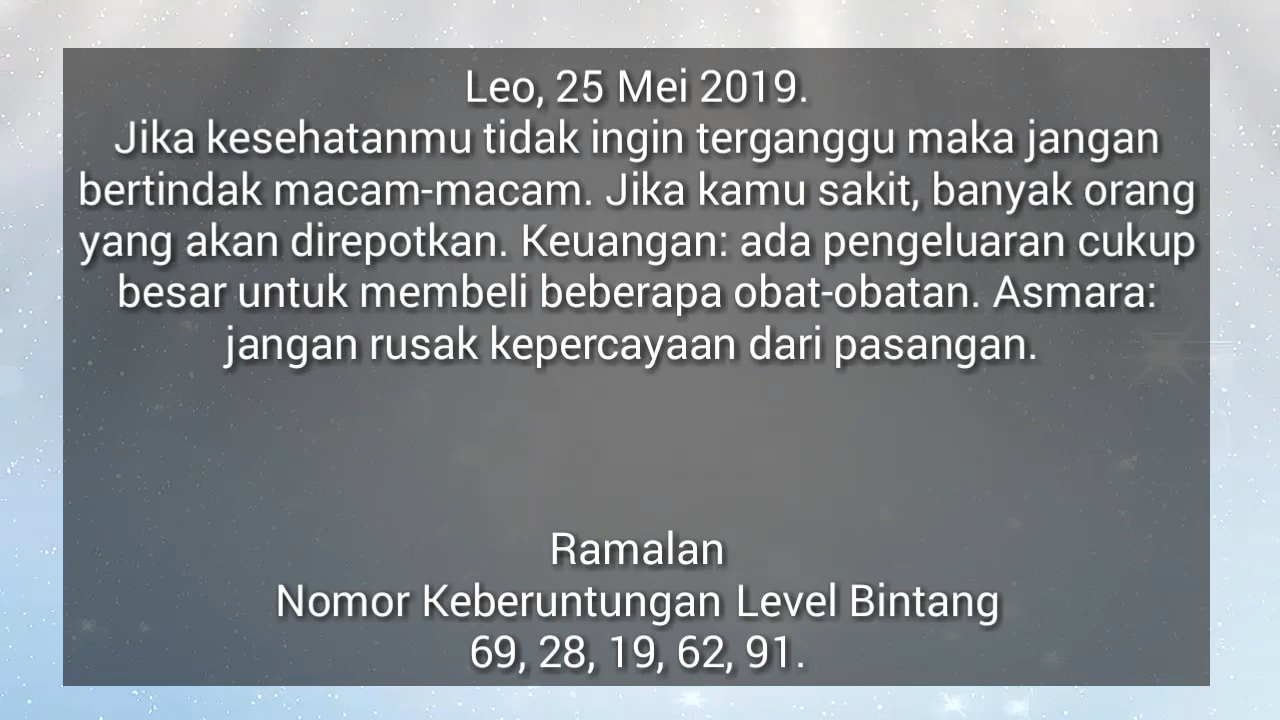 Leo, 25 Mei 2019.
Jika kesehatanmu tidak ingin terganggu maka jangan
bertindak macam-macam. Jika kamu sakit, banyak orang
yang akan direpotkan. Keuangan: ada pengeluaran cukup
besar untuk membeli beberapa obat-obatan. Asmara:
jangan rusak kepercayaan dari pasangan.
Ramalan
Nomor Keberuntungan Level Bintang
69, 28, 19, 62, 91.